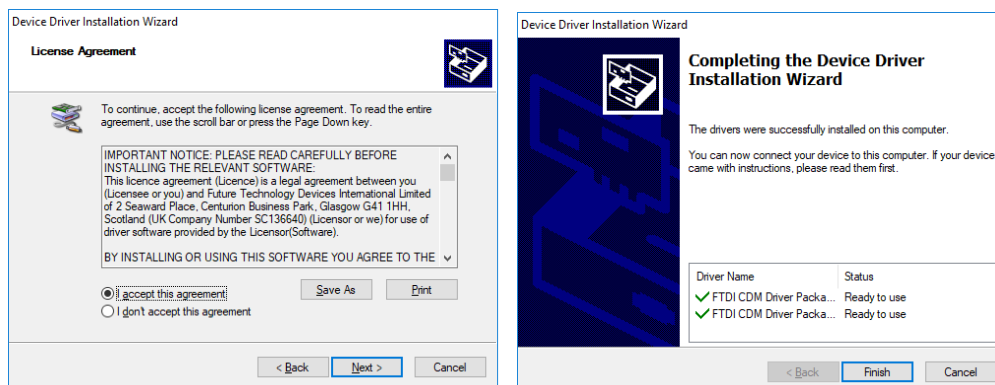 Device Driver Installation Wizard
License Agreement
To continue, accept the following license agreement. To read the entire
agreement, use the scroll bar or press the Page Down key.
IMPORTANT NOTICE: PLEASE READ CAREFULLY BEFORE
INSTALLING THE RELEVANT SOFTWARE:
This licence agreement (Licence) is a legal agreement between you
(Licensee or you) and Future Technology Devices International Limited
of 2 Seaward Place, Centurion Business Park, Glasgow G41 1HH,
Scotland (UK Company Number SC136640) (Licensor or we) for use of
driver software provided by the Licensor(Software).
BY INSTALLING OR USING THIS SOFTWARE YOU AGREE TO THE
I accept this agreement
Save As
Print
I don't accept this agreement
< Back
Next >
Cancel
Device Driver Installation Wizard
Completing the Device Driver
Installation Wizard
The drivers were successfully installed on this computer.
You can now connect your device to this computer. If your device
came with instructions, please read them first.
Driver Name
Status
FTDI CDM Driver Packa...
Ready to use
FTDI CDM Driver Packa...
Ready to use
< Back
Finish
Cancel